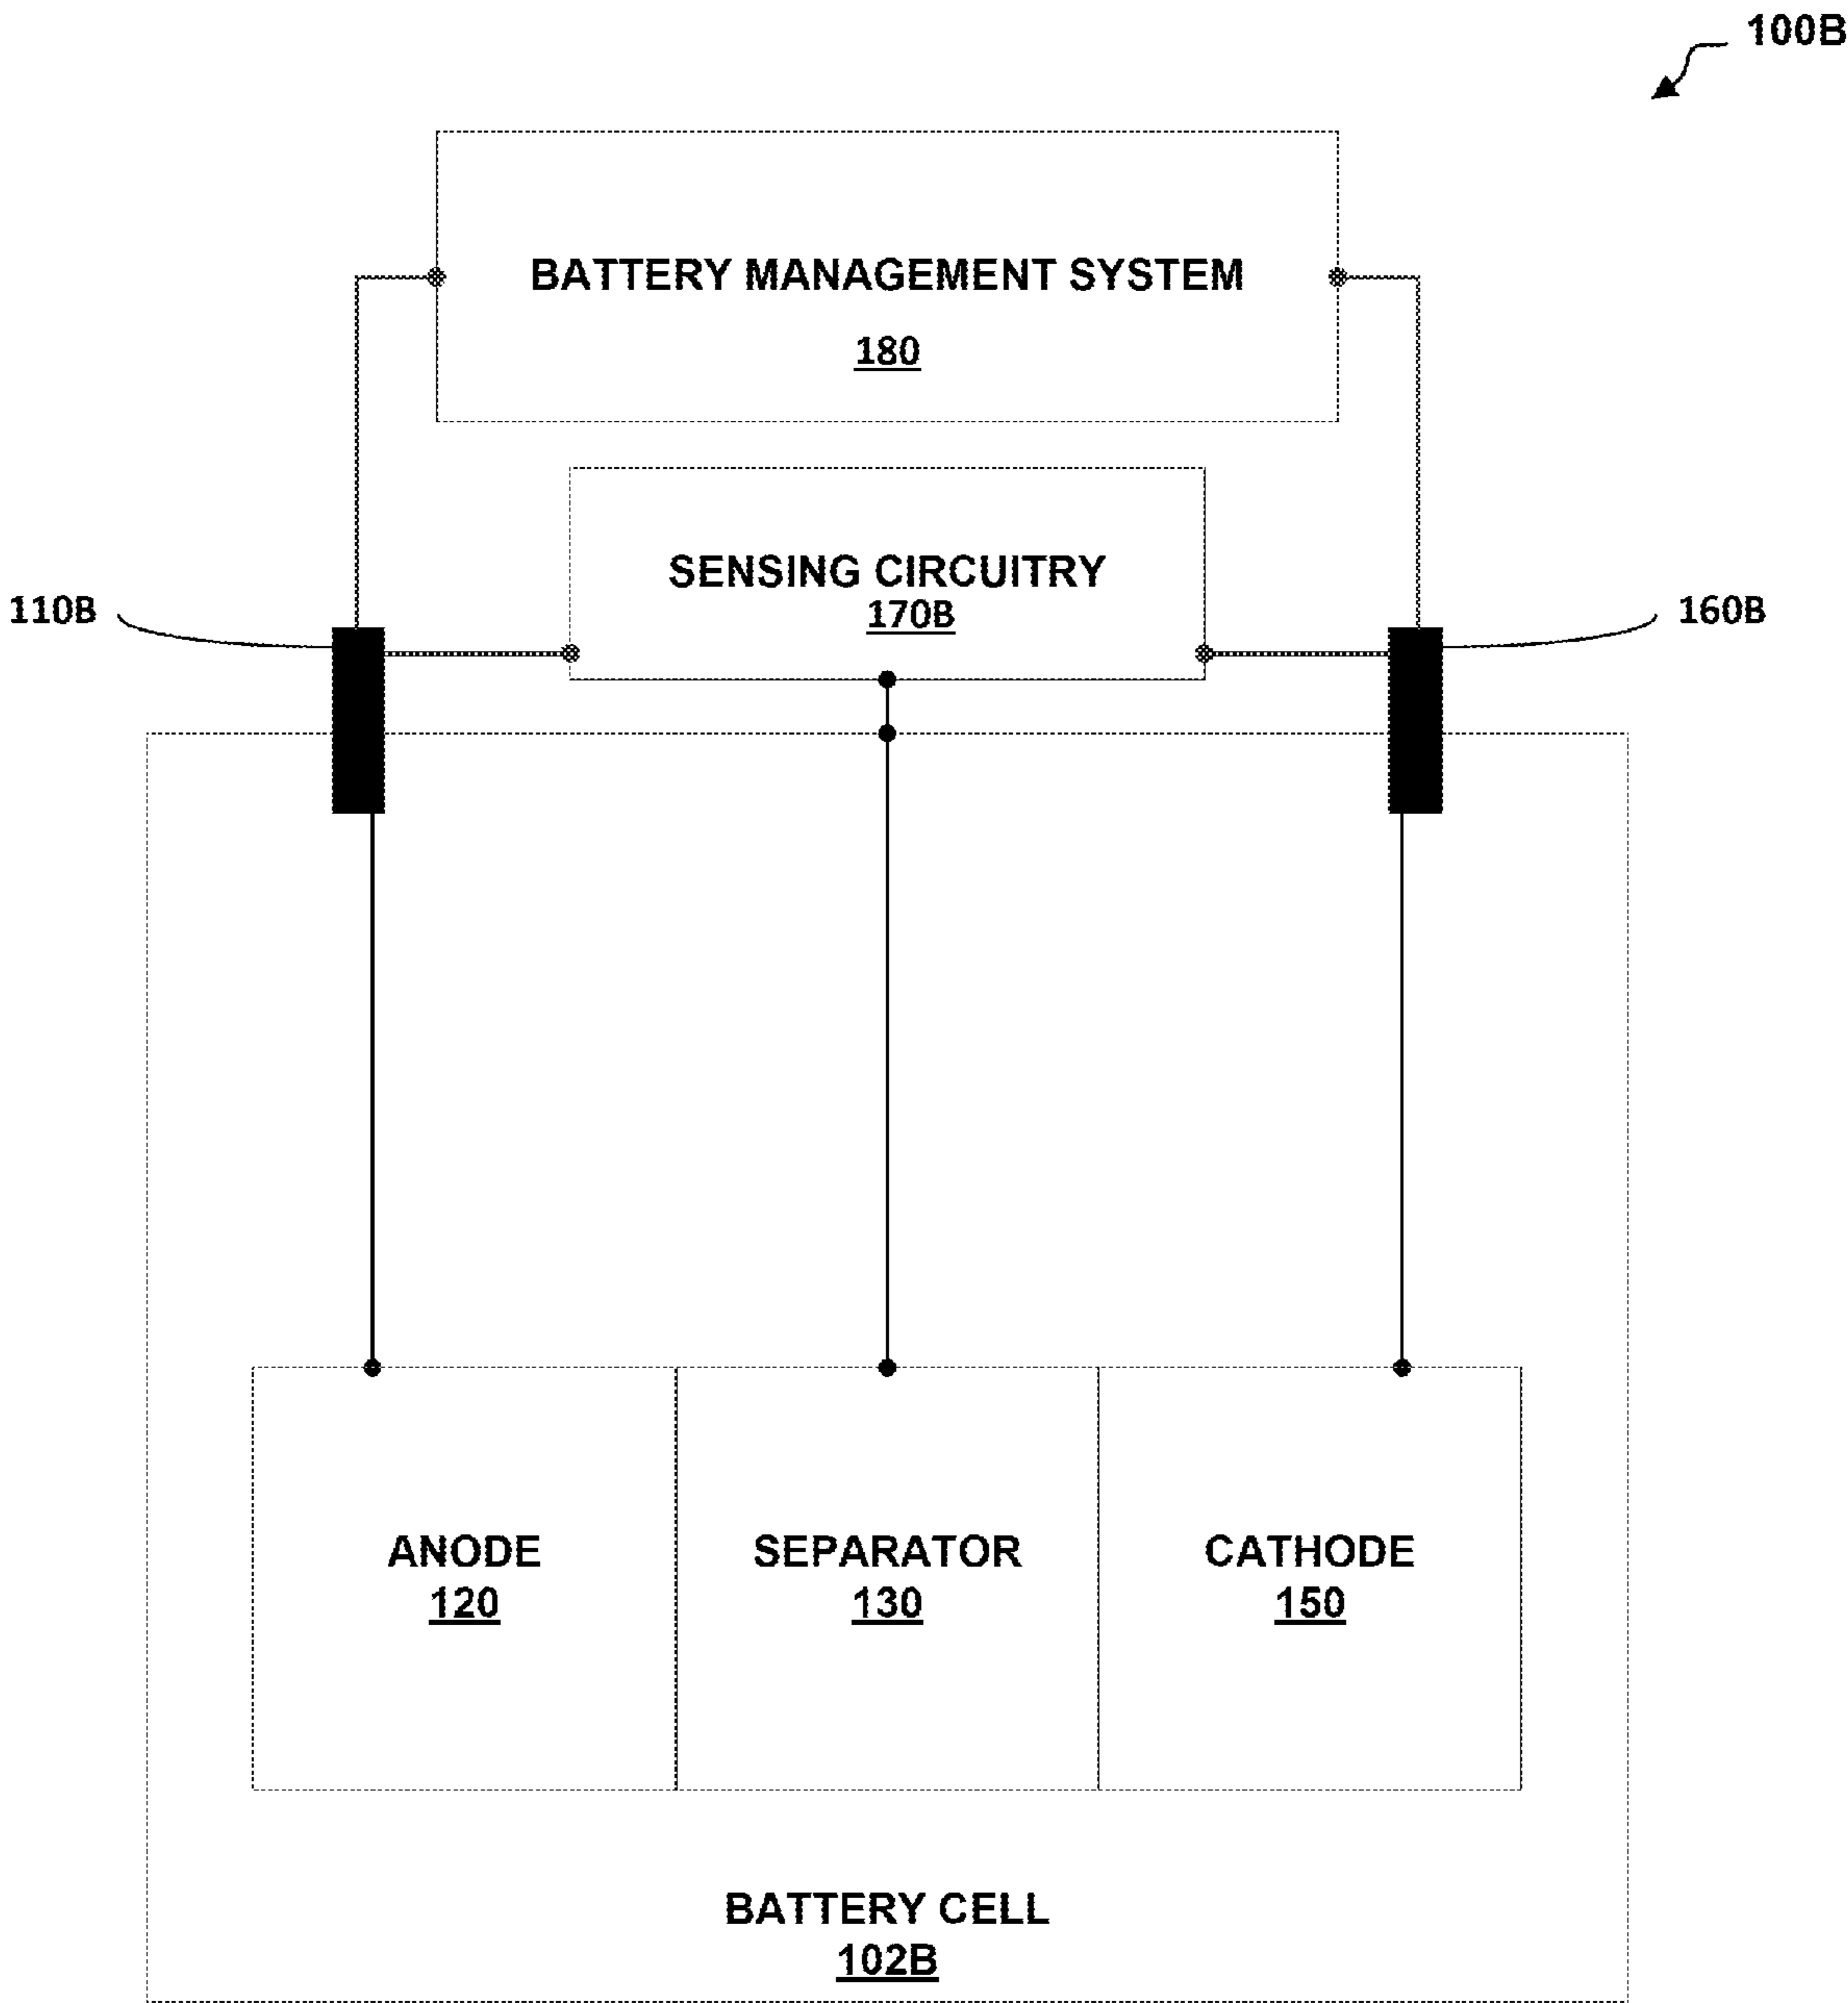 100B
BATTERY MANAGEMENT SYSTEM
180
SENSING CIRCUITRY
170B
110B
160B
ANODE
120
SEPARATOR
130
CATHODE
150
BATTERY CELL
102B